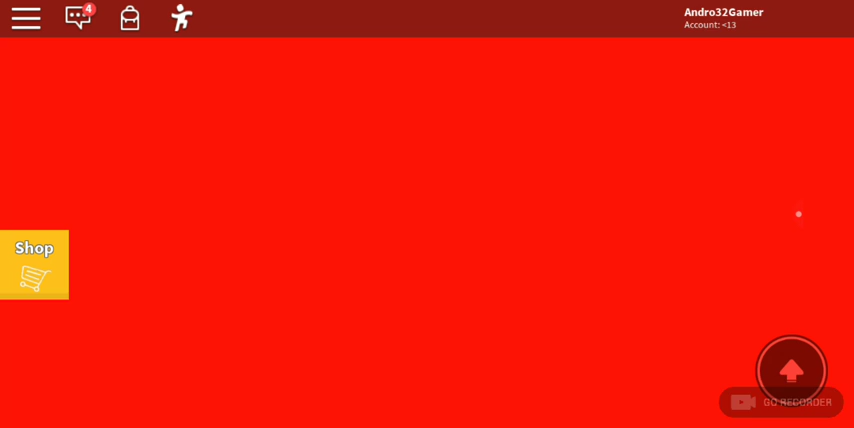 4
Andro32Gamer
Account: <13
Shop
GO RECORDER